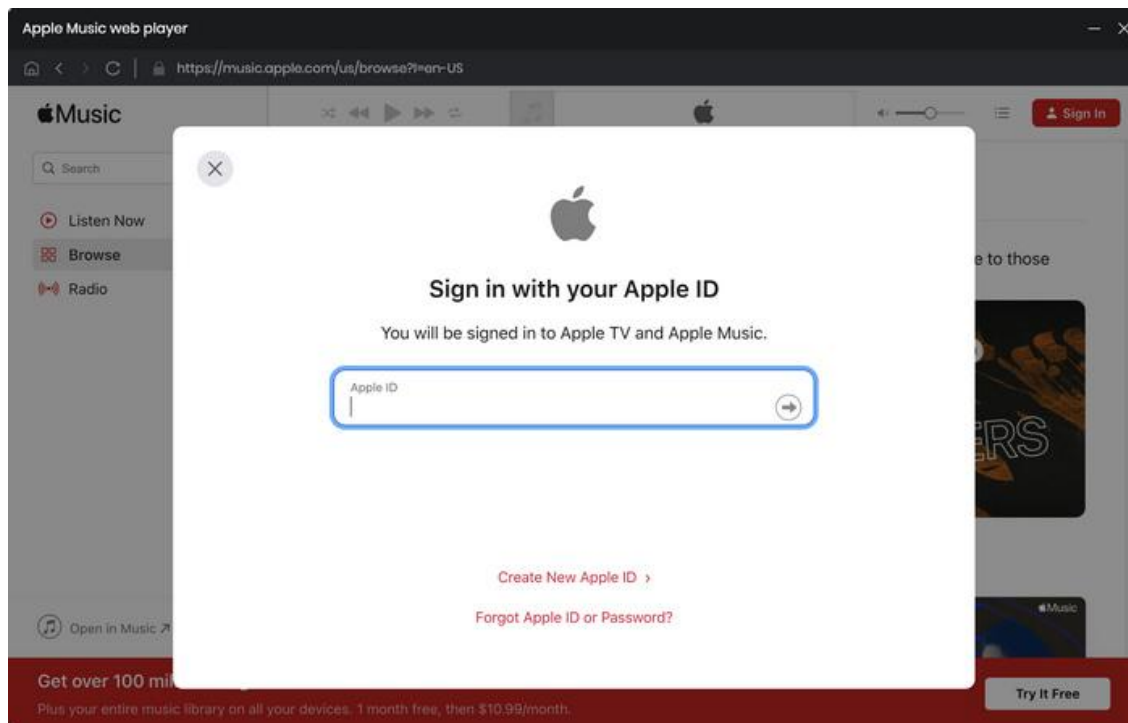 Apple Music web player
https://music.apple.com/us/browse?l=en-US
Music
Sign In
Search
Listen Now
Browse
Radio
e to those
Sign in with your Apple ID
You will be signed in to Apple TV and Apple Music.
Apple ID
ERS
Create New Apple ID
Forgot Apple ID or Password?
Music
Open in Music
Get over 100 mil
Plus your entire music library on all your devices. 1 month free, then $10.99/month.
Try It Free